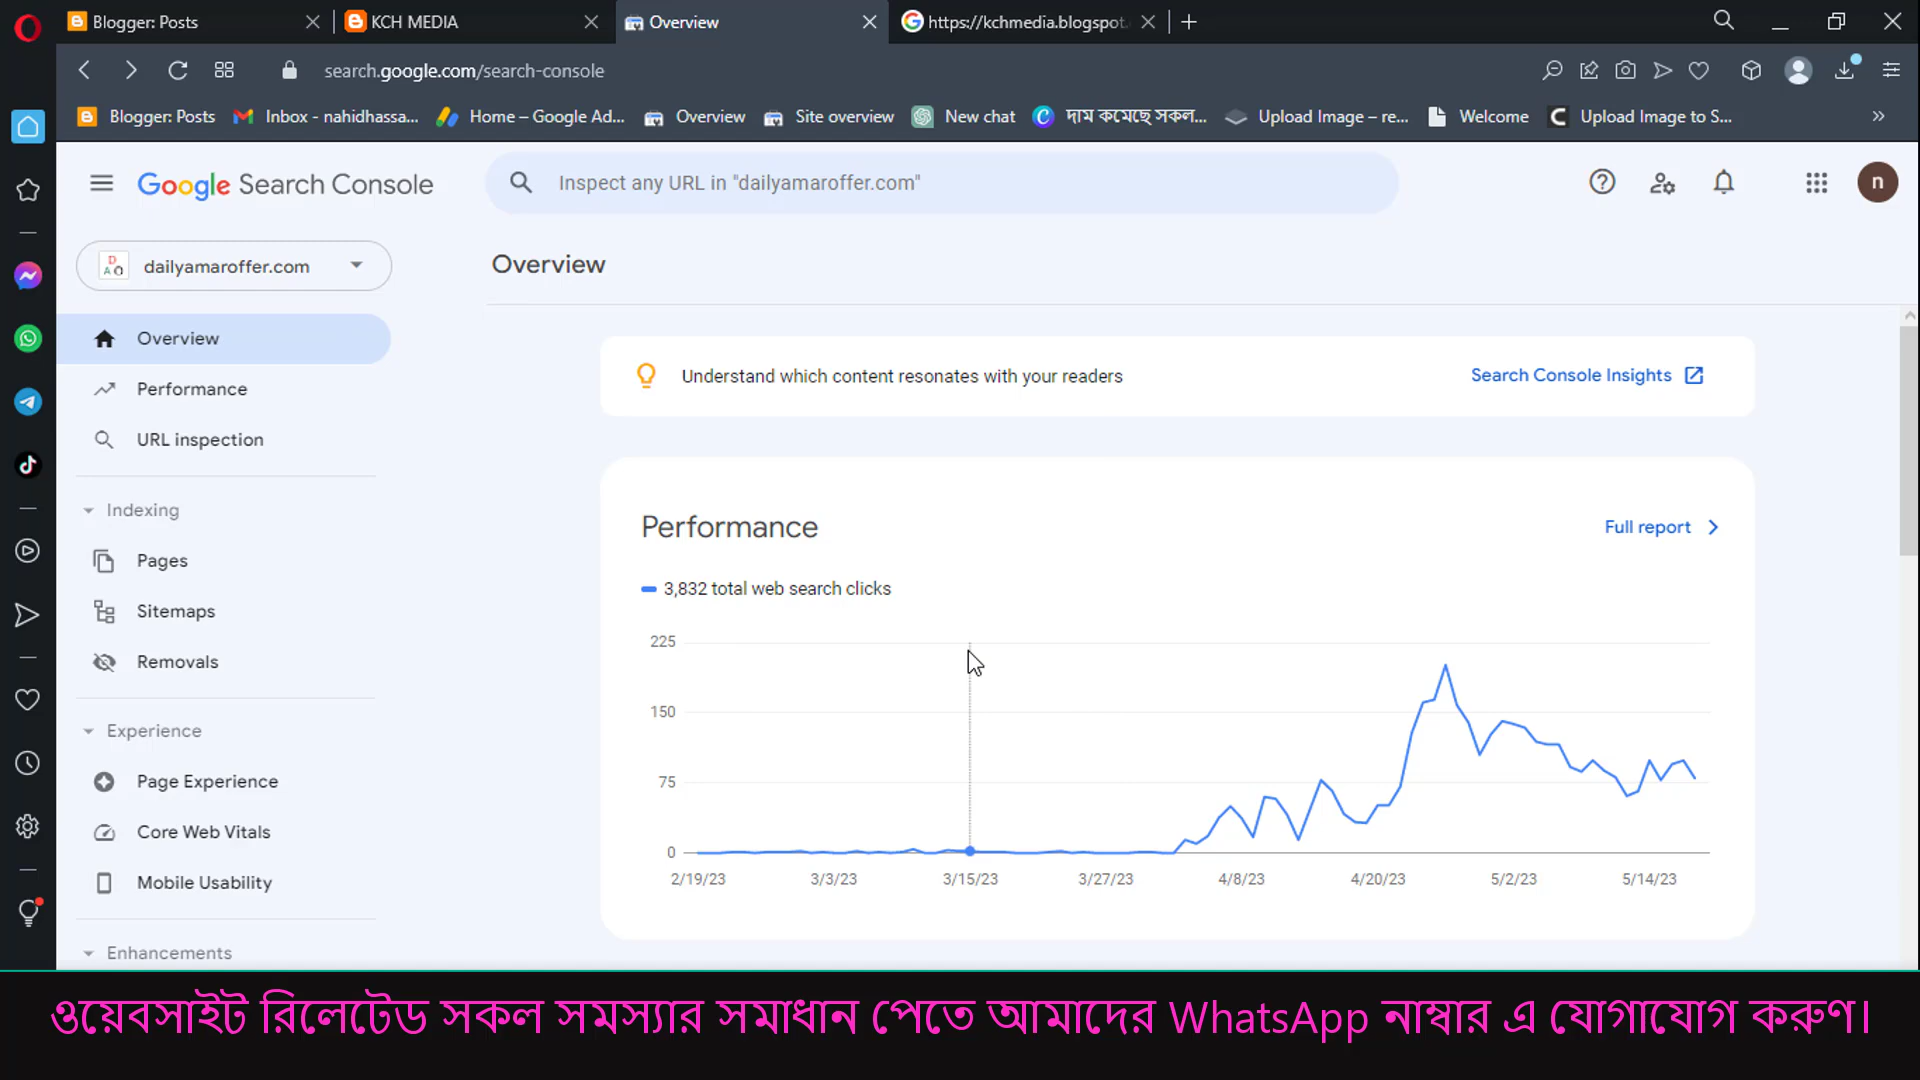 Blogger: Posts
KCH MEDIA
Overview
https://kchmedia.blogspot.
search.google.com/search-console
Blogger: Posts
Inbox - nahidhassa...
Home – Google Ad...
Overview
Site overview
New chat
দাম কমেছে সকল...
Upload Image – re...
Welcome
Upload Image to S...
Google Search Console
Inspect any URL in "dailyamaroffer.com"
n
D
A O
dailyamaroffer.com
Overview
Overview
Performance
URL inspection
Indexing
Pages
Sitemaps
Removals
Experience
Page Experience
Core Web Vitals
Mobile Usability
Enhancements
Understand which content resonates with your readers
Search Console Insights
Performance
Full report
3,832 total web search clicks
225
150
75
0
2/19/23
3/3/23
3/15/23
3/27/23
4/8/23
4/20/23
5/2/23
5/14/23
ওয়েবসাইট রিলেটেড সকল সমস্যার সমাধান পেতে আমাদের WhatsApp নাম্বার এ যোগাযোগ করুণ।